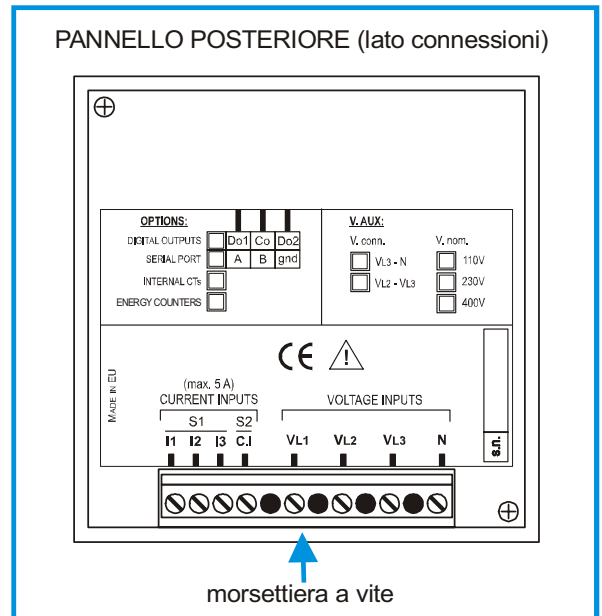 PANNELLO POSTERIORE (lato connessioni)
OPTIONS:
DIGITAL OUTPUTS Do1 Co Do2
SERIAL PORT A B gnd
INTERNAL CTs
ENERGY COUNTERS
V. AUX:
V. conn. V. nom.
VL3 - N 110V
VL2 - VL3 230V
400V
MADE IN EU
CE
(max. 5 A)
CURRENT INPUTS VOLTAGE INPUTS
S1 S2
I1 I2 I3 C.I VL1 VL2 VL3 N
s.n.
morsettiera a vite